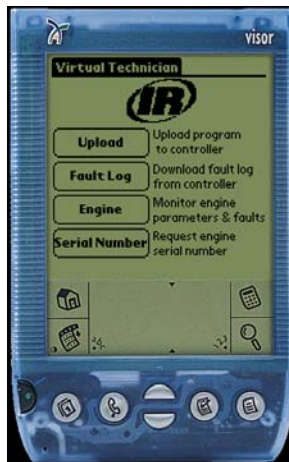 visor
Virtual Technician
IR
Upload
Upload program
to controller
Fault Log
Download fault log
from controller
Engine
Monitor engine
parameters & faults
Serial Number
Request engine
serial number